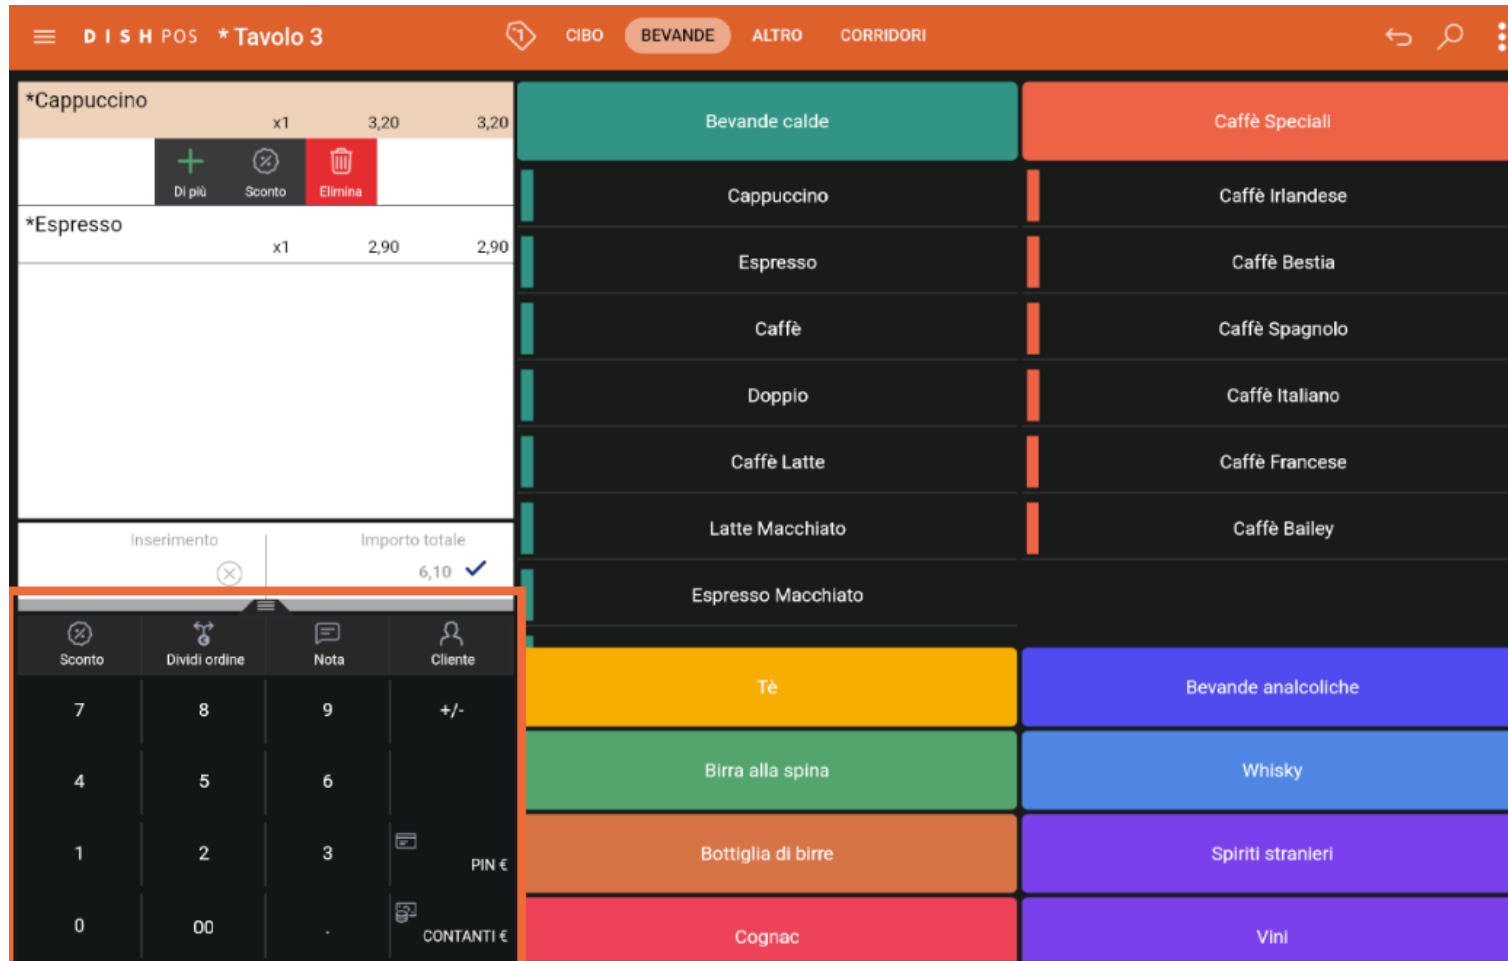 DISH POS * Tavolo 3
1 CIBO BEVANDE ALTRO CORRIDORI
*Cappuccino
x1 3,20 3,20
Di più Sconto Elimina
*Espresso
x1 2,90 2,90
Inserimento Importo totale
6,10
Sconto Dividi ordine Nota Cliente
7 8 9 +/-
4 5 6
1 2 3 PIN €
0 00 . CONTANTI €
Bevande calde
Cappuccino
Espresso
Caffè
Doppio
Caffè Latte
Latte Macchiato
Espresso Macchiato
Caffè Speciali
Caffè Irlandese
Caffè Bestia
Caffè Spagnolo
Caffè Italiano
Caffè Francese
Caffè Bailey
Tè Bevande analcoliche
Birra alla spina Whisky
Bottiglia di birre Spiriti stranieri
Cognac Vini